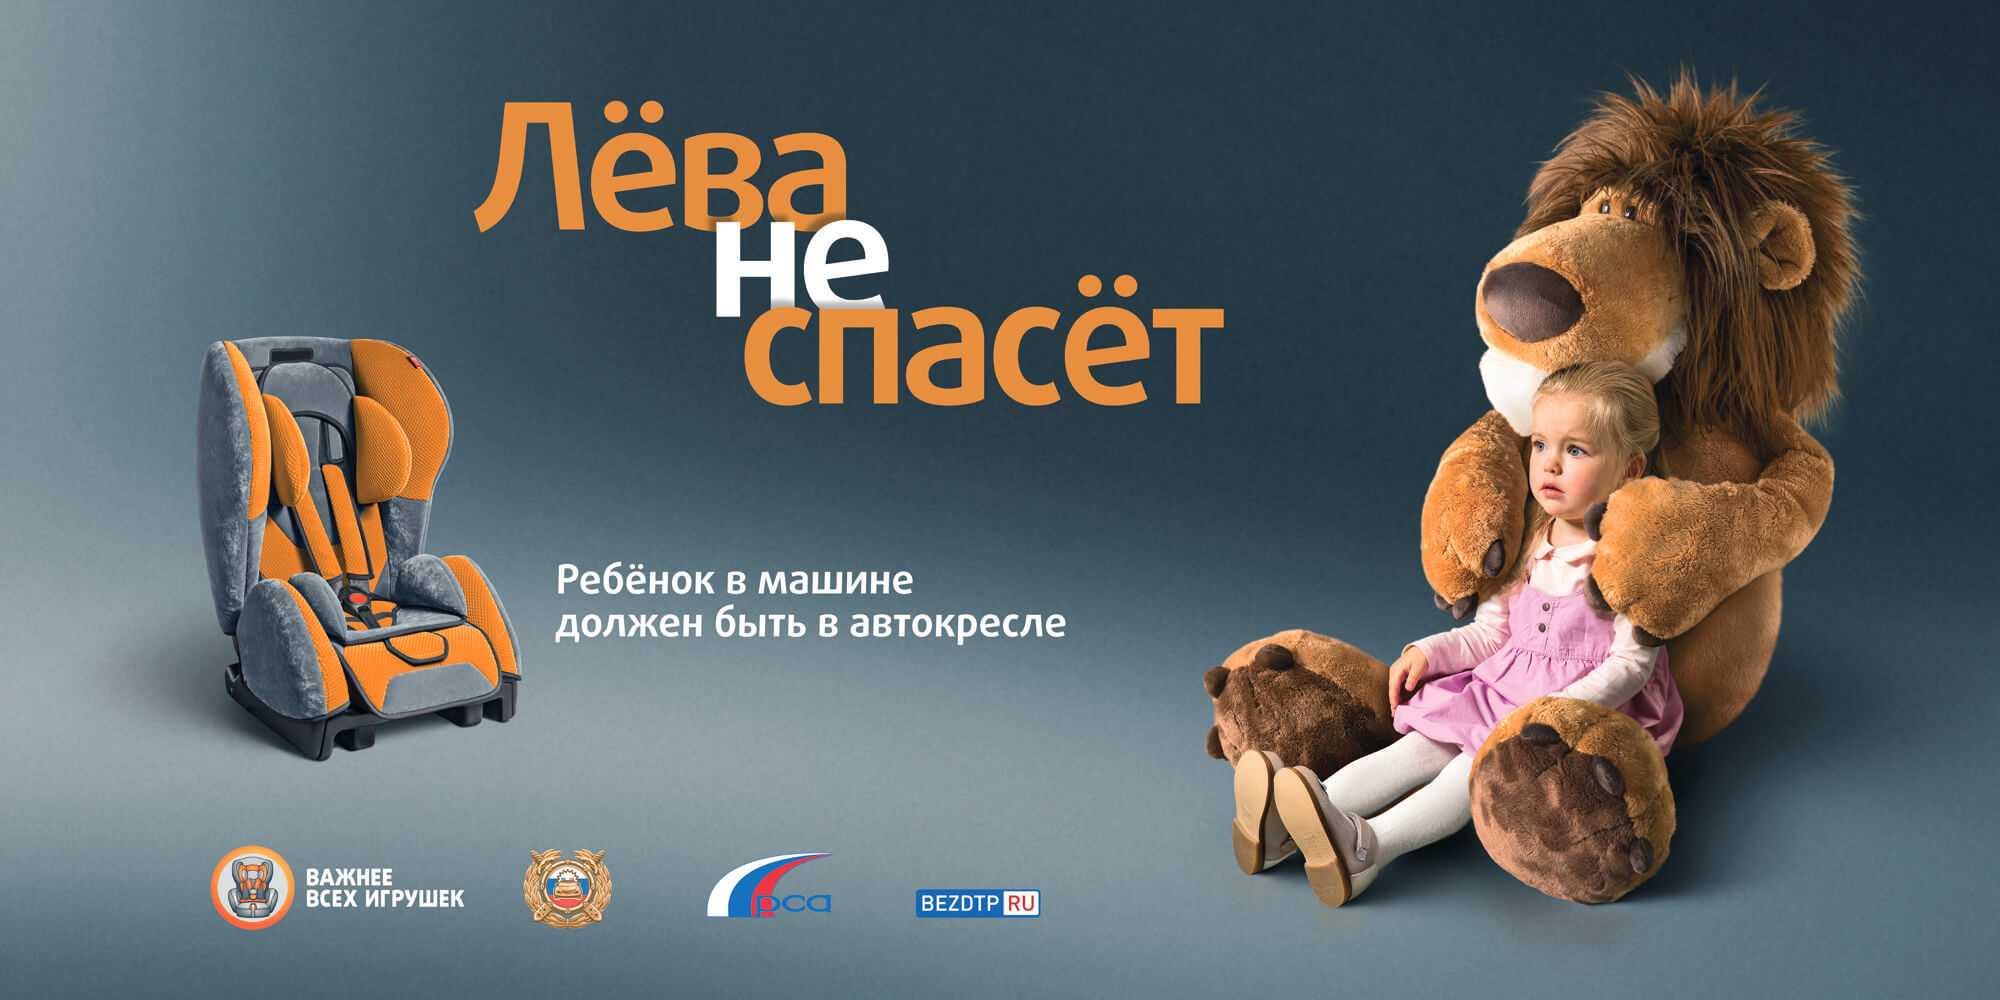 Лёва
не
спасёт
Ребёнок в машине
должен быть в автокресле
ВАЖНЕЕ
ВСЕХ ИГРУШЕК
рса
BEZDTP RU